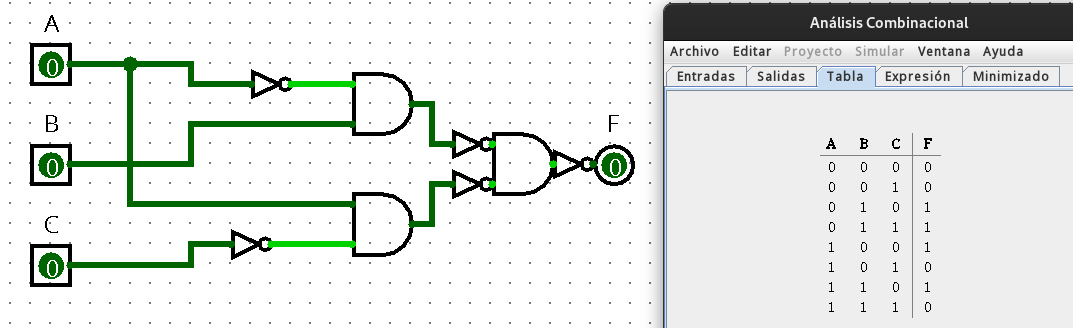 A
0
B
0
C
0
F
0
Análisis Combinacional
Archivo Editar Proyecto Simular Ventana Ayuda
Entradas Salidas Tabla Expresión Minimizado
A B C F
0 0 0 0
0 0 1 0
0 1 0 1
0 1 1 1
1 0 0 1
1 0 1 0
1 1 0 1
1 1 1 0